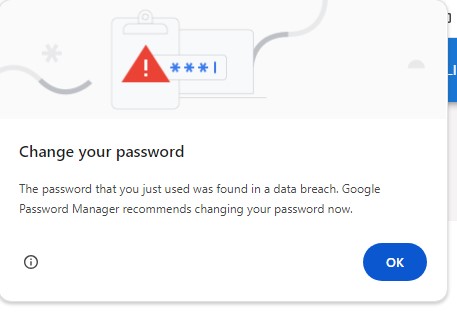 ***|
Change your password
The password that you just used was found in a data breach. Google
Password Manager recommends changing your password now.
OK